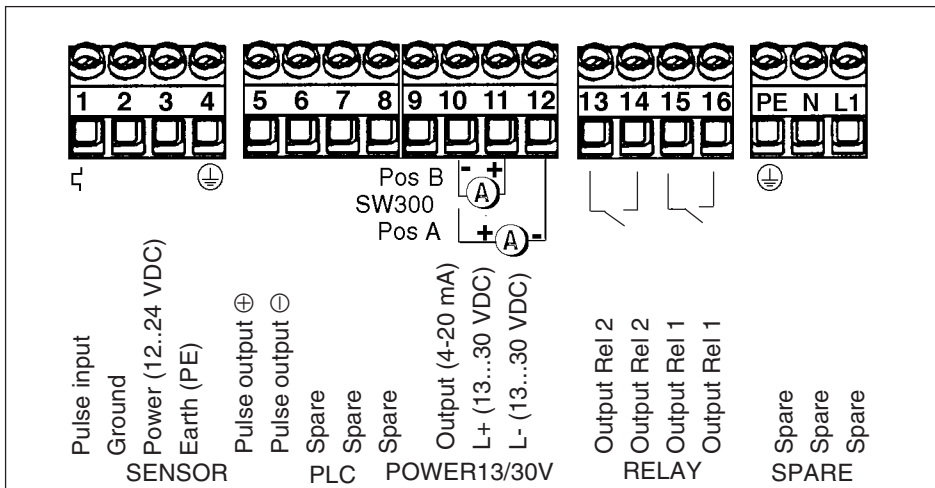 1 2 3 4 5 6 7 8 9 10 11 12 13 14 15 16 PE N L1
Pos B - +
A
SW300
Pos A + A -
Pulse input
Ground
Power (12..24 VDC)
Earth (PE)
Pulse output ⊕
Pulse output ⊖
Spare
Spare
Spare
Output (4-20 mA)
L+ (13...30 VDC)
L- (13...30 VDC)
Output Rel 2
Output Rel 2
Output Rel 1
Output Rel 1
Spare
Spare
Spare
SENSOR PLC POWER13/30V RELAY SPARE